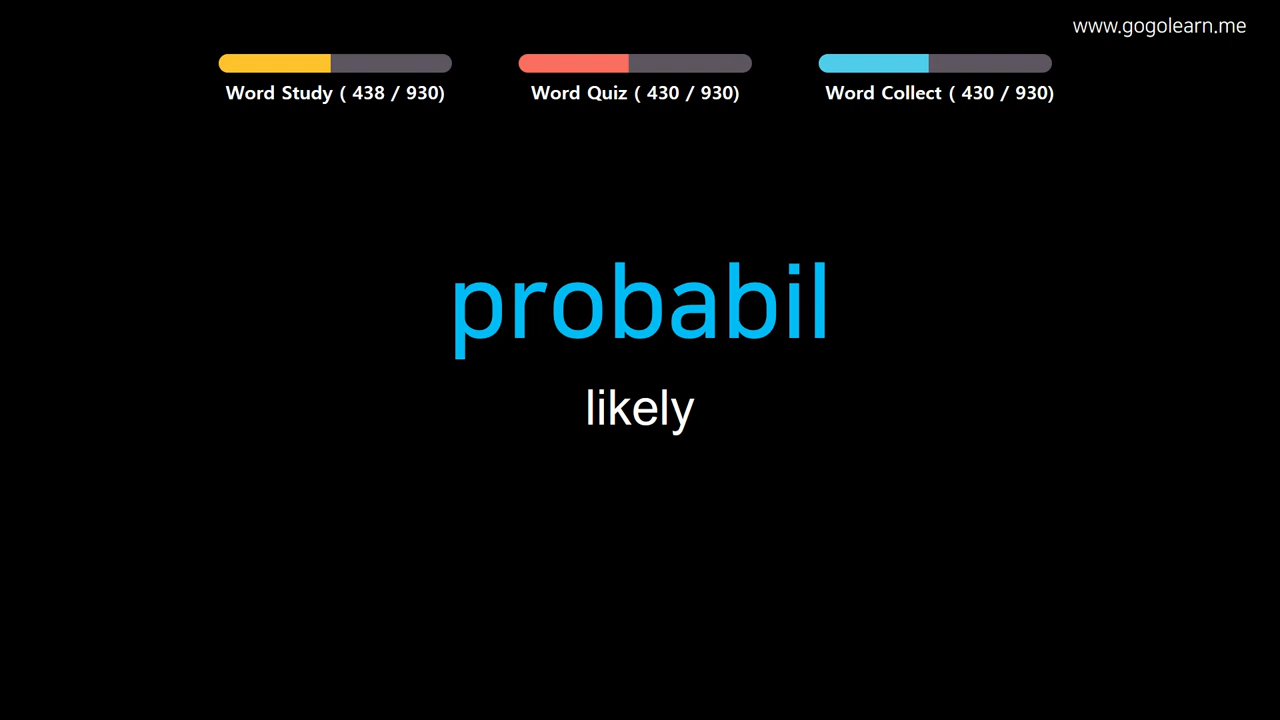 www.gogolearn.me
Word Study ( 438 / 930)
Word Quiz ( 430 / 930)
Word Collect ( 430 / 930)
probabil
likely